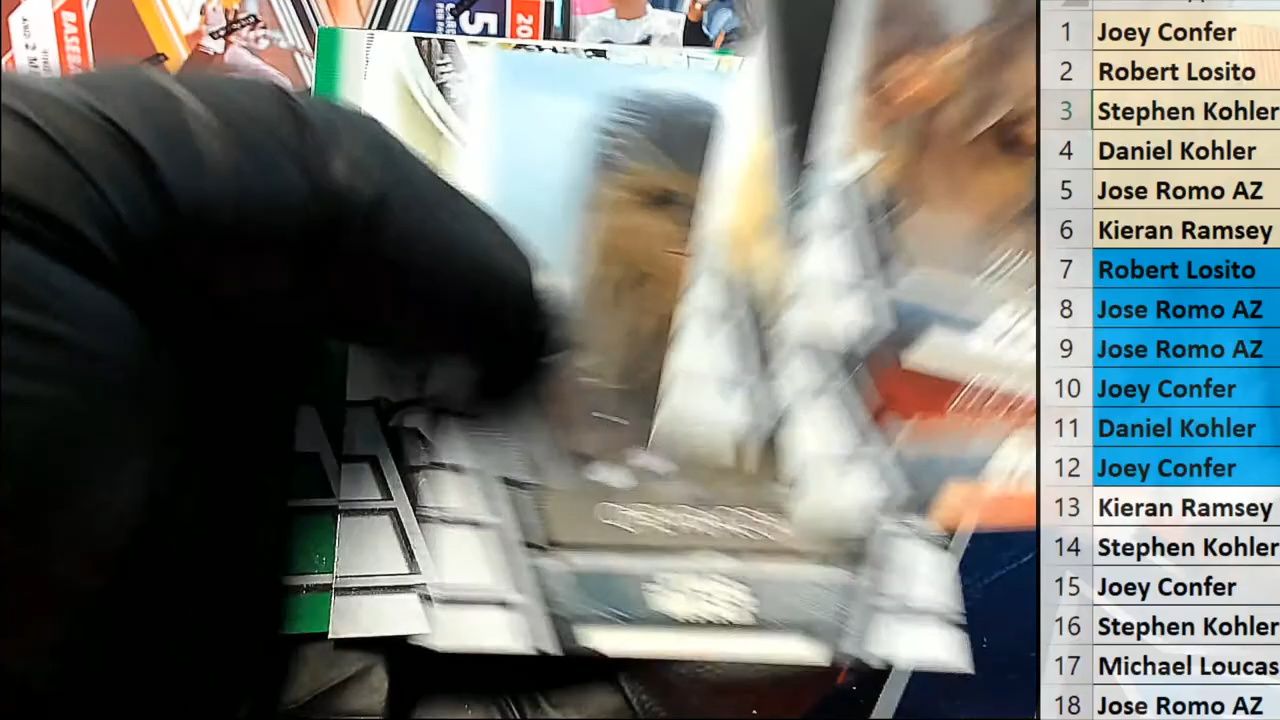 BASEBA
5
20
1 Joey Confer
2 Robert Losito
3 Stephen Kohler
4 Daniel Kohler
5 Jose Romo AZ
6 Kieran Ramsey
7 Robert Losito
8 Jose Romo AZ
9 Jose Romo AZ
10 Joey Confer
11 Daniel Kohler
12 Joey Confer
13 Kieran Ramsey
14 Stephen Kohler
15 Joey Confer
16 Stephen Kohler
17 Michael Loucas
18 Jose Romo AZ